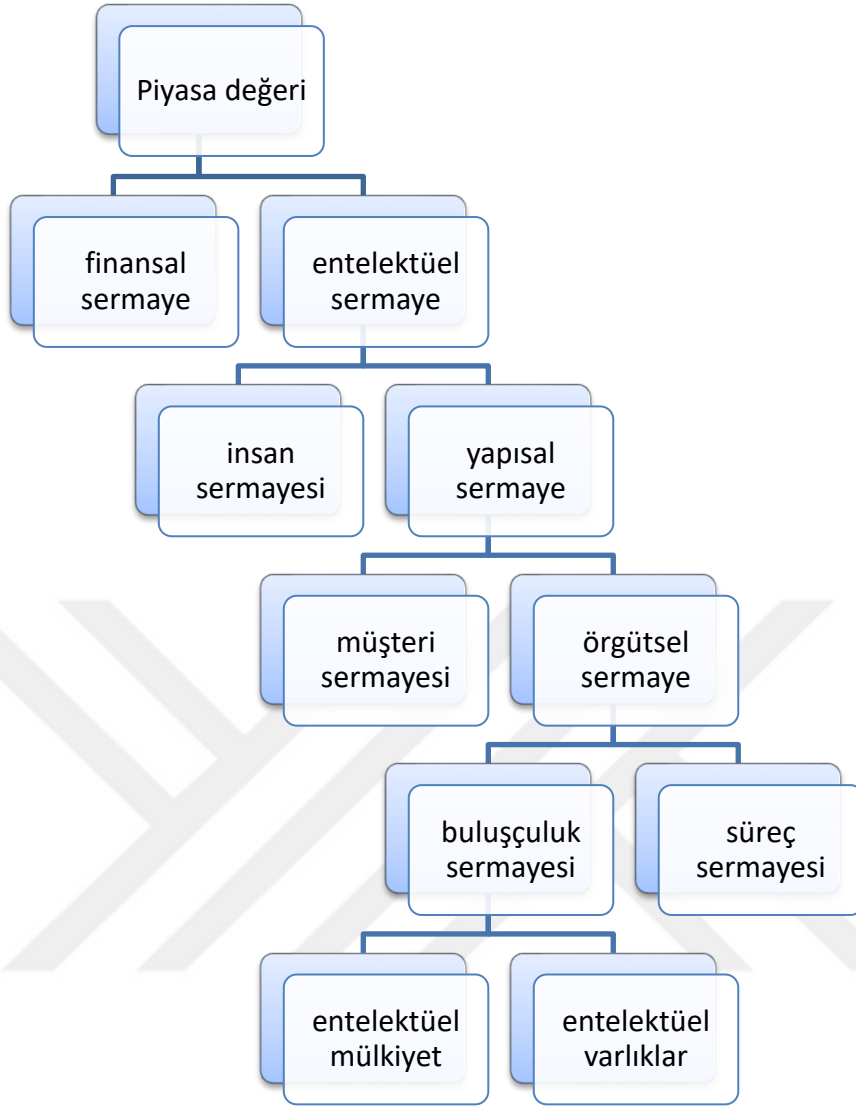 Piyasa değeri
finansal
sermaye
entelektüel
sermaye
insan
sermayesi
yapısal
sermaye
müşteri
sermayesi
örgütsel
sermaye
buluşçuluk
sermayesi
süreç
sermayesi
entelektüel
mülkiyet
entelektüel
varlıklar